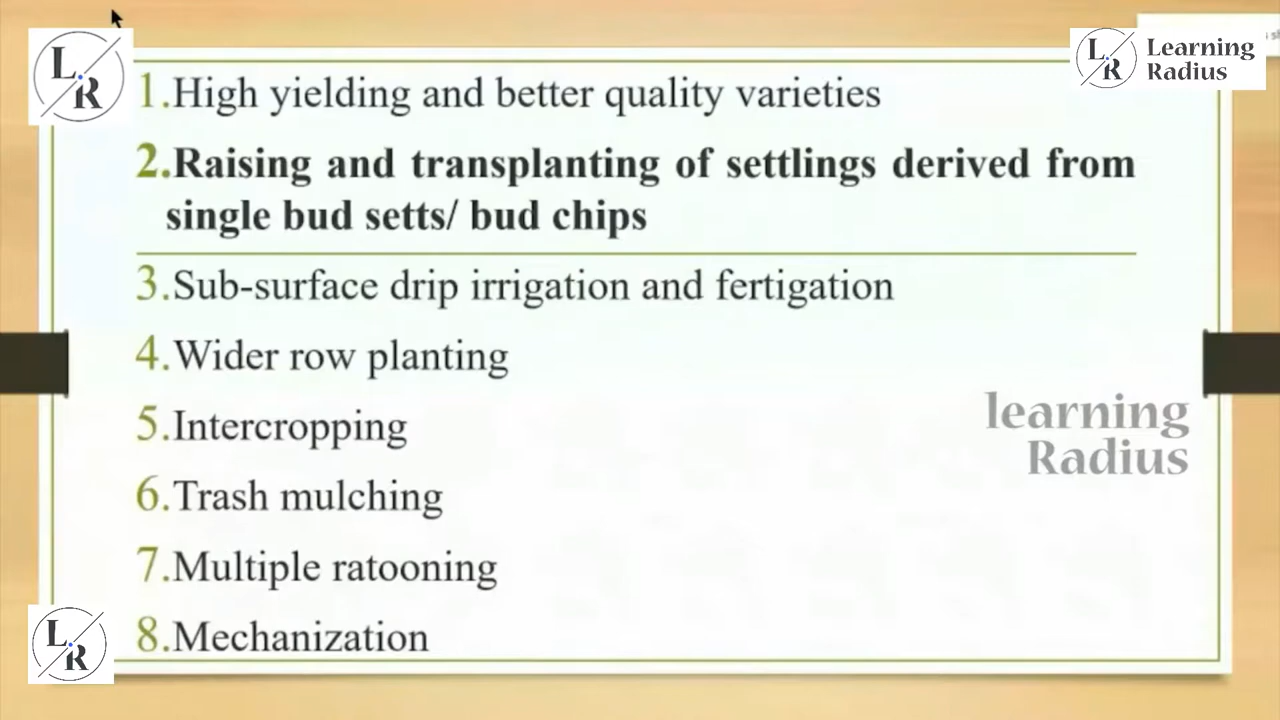 L
R
Learning
Radius
L
R
1.High yielding and better quality varieties
2.Raising and transplanting of settlings derived from
single bud setts/ bud chips
3.Sub-surface drip irrigation and fertigation
4.Wider row planting
5.Intercropping
learning
Radius
6.Trash mulching
7.Multiple ratooning
8.Mechanization
L
R